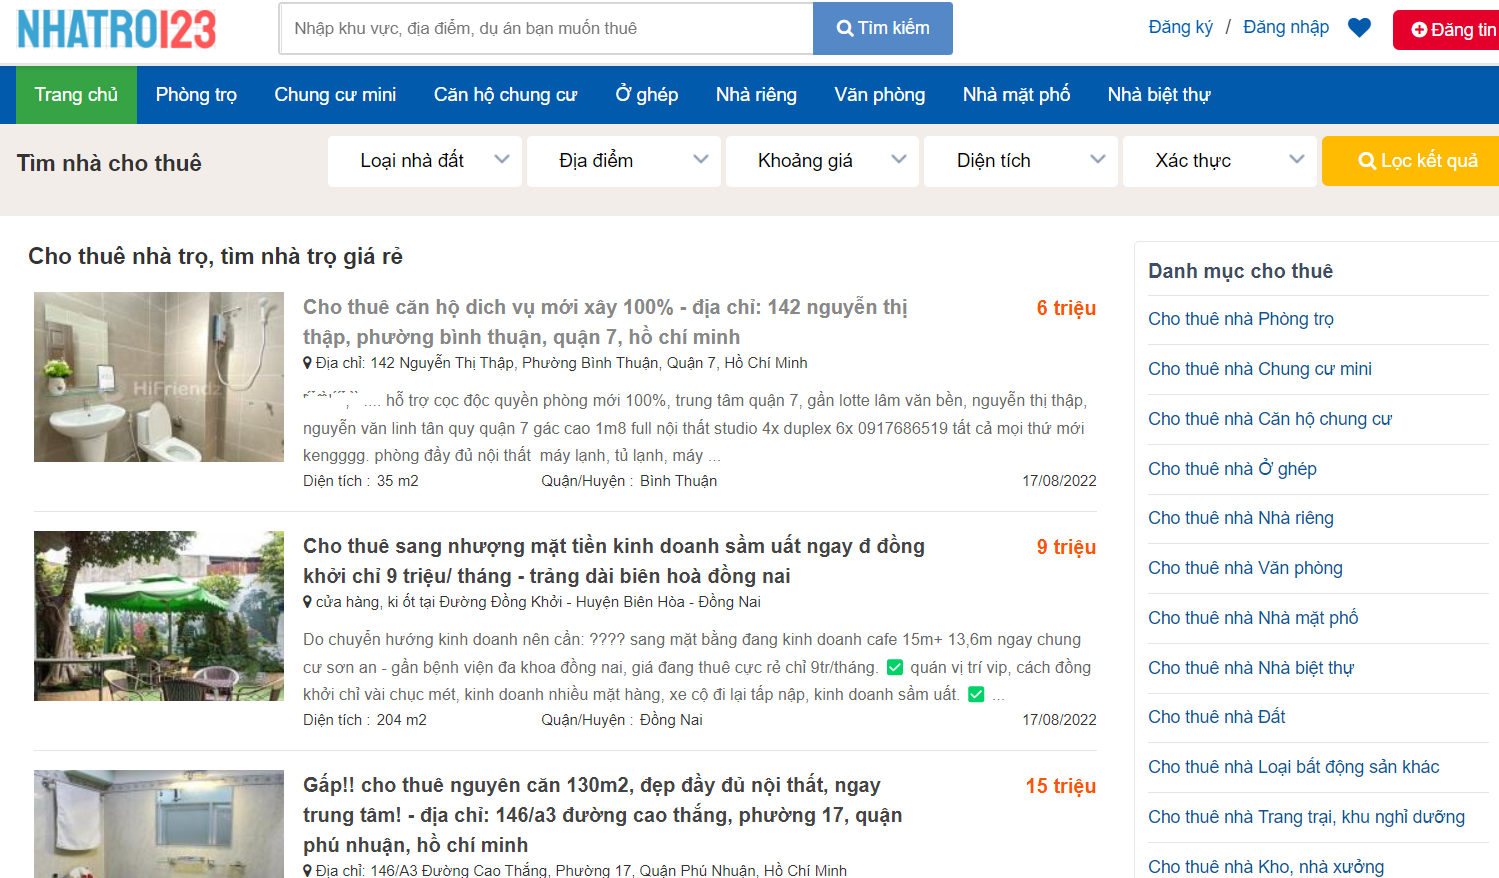 NHATRO123
Nhập khu vực, địa điểm, dụ án bạn muốn thuê
Tìm kiếm
Đăng ký / Đăng nhập
Đăng tin
Trang chủ
Phòng trọ
Chung cư mini
Căn hộ chung cư
Ở ghép
Nhà riêng
Văn phòng
Nhà mặt phố
Nhà biệt thự
Tìm nhà cho thuê
Loại nhà đất
Địa điểm
Khoảng giá
Diện tích
Xác thực
Lọc kết quả
Cho thuê nhà trọ, tìm nhà trọ giá rẻ
HiFriendz
Cho thuê căn hộ dich vụ mới xây 100% - địa chỉ: 142 nguyễn thị
thập, phường bình thuận, quận 7, hồ chí minh
6 triệu
Địa chỉ: 142 Nguyễn Thị Thập, Phường Bình Thuận, Quận 7, Hồ Chí Minh
.... hỗ trợ cọc độc quyền phòng mới 100%, trung tâm quận 7, gần lotte lâm văn bền, nguyễn thị thập,
nguyễn văn linh tân quy quận 7 gác cao 1m8 full nội thất studio 4x duplex 6x 0917686519 tất cả mọi thứ mới
kengggg. phòng đầy đủ nội thất máy lạnh, tủ lạnh, máy ...
Diện tích : 35 m2
Quận/Huyện : Bình Thuận
17/08/2022
Cho thuê sang nhượng mặt tiền kinh doanh sầm uất ngay đ đồng
khởi chỉ 9 triệu/ tháng - trảng dài biên hoà đồng nai
9 triệu
cửa hàng, ki ốt tại Đường Đồng Khởi - Huyện Biên Hòa - Đồng Nai
Do chuyển hướng kinh doanh nên cần: ???? sang mặt bằng đang kinh doanh cafe 15m+ 13,6m ngay chung
cư sơn an - gần bệnh viện đa khoa đồng nai, giá đang thuê cực rẻ chỉ 9tr/tháng. ✅ quán vị trí vip, cách đồng
khởi chỉ vài chục mét, kinh doanh nhiều mặt hàng, xe cộ đi lại tấp nập, kinh doanh sầm uất. ✅ ...
Diện tích : 204 m2
Quận/Huyện : Đồng Nai
17/08/2022
Gấp!! cho thuê nguyên căn 130m2, đẹp đầy đủ nội thất, ngay
trung tâm! - địa chỉ: 146/a3 đường cao thắng, phường 17, quận
phú nhuận, hồ chí minh
15 triệu
Địa chỉ: 146/A3 Đường Cao Thắng, Phường 17, Quận Phú Nhuận, Hồ Chí Minh
Danh mục cho thuê
Cho thuê nhà Phòng trọ
Cho thuê nhà Chung cư mini
Cho thuê nhà Căn hộ chung cư
Cho thuê nhà Ở ghép
Cho thuê nhà Nhà riêng
Cho thuê nhà Văn phòng
Cho thuê nhà Nhà mặt phố
Cho thuê nhà Nhà biệt thự
Cho thuê nhà Đất
Cho thuê nhà Loại bất động sản khác
Cho thuê nhà Trang trại, khu nghỉ dưỡng
Cho thuê nhà Kho, nhà xưởng